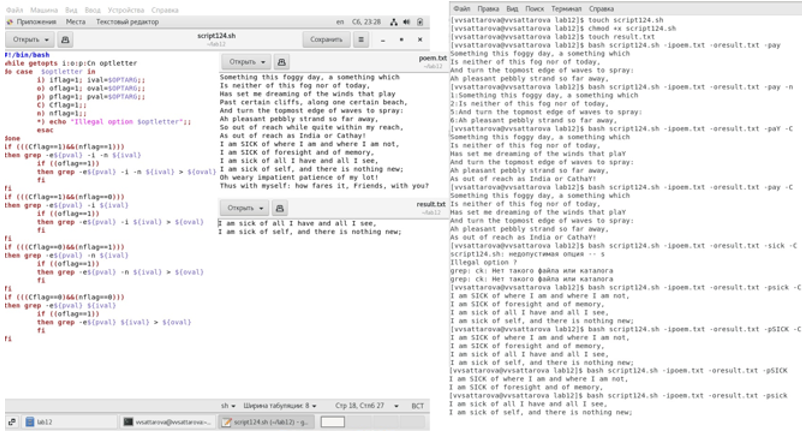 Файл Машина Вид Ввод Устройства Справка
Приложения Места Текстовый редактор en Сб, 23:28
Открыть script124.sh ~/lab12 Сохранить
#!/bin/bash
while getopts i:o:p:Cn optletter
do case $optletter in
i) iflag=1; ival=$OPTARG;;
o) oflag=1; oval=$OPTARG;;
p) pflag=1; pval=$OPTARG;;
C) Cflag=1;;
n) nflag=1;;
*) echo "Illegal option $optletter";;
esac
done
if (((Cflag==1)&&(nflag==1)))
then grep -e${pval} -i -n ${ival}
if ((oflag==1))
then grep -e${pval} -i -n ${ival} > ${oval}
fi
fi
if (((Cflag==1)&&(nflag==0)))
then grep -e${pval} -i ${ival}
if ((oflag==1))
then grep -e${pval} -i ${ival} > ${oval}
fi
fi
if (((Cflag==0)&&(nflag==1)))
then grep -e${pval} -n ${ival}
if ((oflag==1))
then grep -e${pval} -n ${ival} > ${oval}
fi
fi
if (((Cflag==0)&&(nflag==0)))
then grep -e${pval} ${ival}
if ((oflag==1))
then grep -e${pval} ${ival} > ${oval}
fi
fi
sh Ширина табуляции: 8 Стр 18, Стлб 27 ВСТ
lab12 vvsattarova@vvsattarova:~... script124.sh (~/lab12) – g...
Открыть poem.txt ~/lab12
Something this foggy day, a something which
Is neither of this fog nor of today,
Has set me dreaming of the winds that play
Past certain cliffs, along one certain beach,
And turn the topmost edge of waves to spray:
Ah pleasant pebbly strand so far away,
So out of reach while quite within my reach,
As out of reach as India or Cathay!
I am SICK of where I am and where I am not,
I am SICK of foresight and of memory,
I am sick of all I have and all I see,
I am sick of self, and there is nothing new;
Oh weary impatient patience of my lot!
Thus with myself: how fares it, Friends, with you?
Открыть result.txt ~/lab12
I am sick of all I have and all I see,
I am sick of self, and there is nothing new;
Файл Правка Вид Поиск Терминал Справка
[vvsattarova@vvsattarova lab12]$ touch script124.sh
[vvsattarova@vvsattarova lab12]$ chmod +x script124.sh
[vvsattarova@vvsattarova lab12]$ touch result.txt
[vvsattarova@vvsattarova lab12]$ bash script124.sh -ipoem.txt -oresult.txt -pay
Something this foggy day, a something which
Is neither of this fog nor of today,
And turn the topmost edge of waves to spray:
Ah pleasant pebbly strand so far away,
[vvsattarova@vvsattarova lab12]$ bash script124.sh -ipoem.txt -oresult.txt -pay -n
1:Something this foggy day, a something which
2:Is neither of this fog nor of today,
5:And turn the topmost edge of waves to spray:
6:Ah pleasant pebbly strand so far away,
[vvsattarova@vvsattarova lab12]$ bash script124.sh -ipoem.txt -oresult.txt -paY -C
Something this foggy day, a something which
Is neither of this fog nor of today,
Has set me dreaming of the winds that plaY
And turn the topmost edge of waves to spray:
Ah pleasant pebbly strand so far away,
As out of reach as India or CathaY!
[vvsattarova@vvsattarova lab12]$ bash script124.sh -ipoem.txt -oresult.txt -pay -C
Something this foggy day, a something which
Is neither of this fog nor of today,
Has set me dreaming of the winds that plaY
And turn the topmost edge of waves to spray:
Ah pleasant pebbly strand so far away,
As out of reach as India or CathaY!
[vvsattarova@vvsattarova lab12]$ bash script124.sh -ipoem.txt -oresult.txt -sick -C
script124.sh: недопустимая опция -- s
Illegal option ?
grep: ck: Нет такого файла или каталога
grep: ck: Нет такого файла или каталога
[vvsattarova@vvsattarova lab12]$ bash script124.sh -ipoem.txt -oresult.txt -psick -C
I am SICK of where I am and where I am not,
I am SICK of foresight and of memory,
I am sick of all I have and all I see,
I am sick of self, and there is nothing new;
[vvsattarova@vvsattarova lab12]$ bash script124.sh -ipoem.txt -oresult.txt -pSICK -C
I am SICK of where I am and where I am not,
I am SICK of foresight and of memory,
I am sick of all I have and all I see,
I am sick of self, and there is nothing new;
[vvsattarova@vvsattarova lab12]$ bash script124.sh -ipoem.txt -oresult.txt -pSICK
I am SICK of where I am and where I am not,
I am SICK of foresight and of memory,
[vvsattarova@vvsattarova lab12]$ bash script124.sh -ipoem.txt -oresult.txt -psick
I am sick of all I have and all I see,
I am sick of self, and there is nothing new;